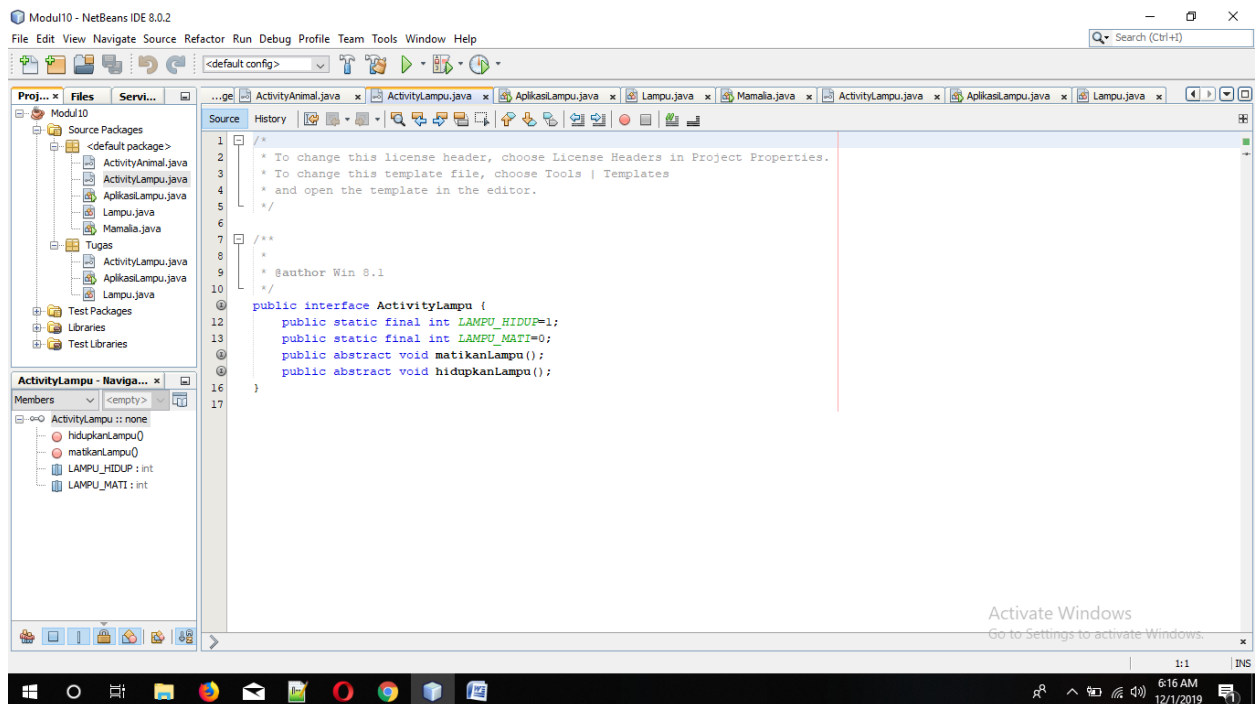 Modul10 - NetBeans IDE 8.0.2
File Edit View Navigate Source Refactor Run Debug Profile Team Tools Window Help
Search (Ctrl+I)
<default config>
Proj... x Files Servi...
Modul10
Source Packages
<default package>
ActivityAnimal.java
ActivityLampu.java
AplikasiLampu.java
Lampu.java
Mamalia.java
Tugas
ActivityLampu.java
AplikasiLampu.java
Lampu.java
Test Packages
Libraries
Test Libraries
ActivityLampu - Naviga... x
Members <empty>
ActivityLampu :: none
hidupkanLampu()
matikanLampu()
LAMPU_HIDUP : int
LAMPU_MATI : int
...ge ActivityAnimal.java x ActivityLampu.java x AplikasiLampu.java x Lampu.java x Mamalia.java x ActivityLampu.java x AplikasiLampu.java x Lampu.java x
Source History
1 /*
2 * To change this license header, choose License Headers in Project Properties.
3 * To change this template file, choose Tools | Templates
4 * and open the template in the editor.
5 */
6
7 /**
8 *
9 * @author Win 8.1
10 */
public interface ActivityLampu {
12 public static final int LAMPU_HIDUP=1;
13 public static final int LAMPU_MATI=0;
public abstract void matikanLampu();
public abstract void hidupkanLampu();
16 }
17
Activate Windows
Go to Settings to activate Windows.
1:1 INS
6:16 AM
12/1/2019